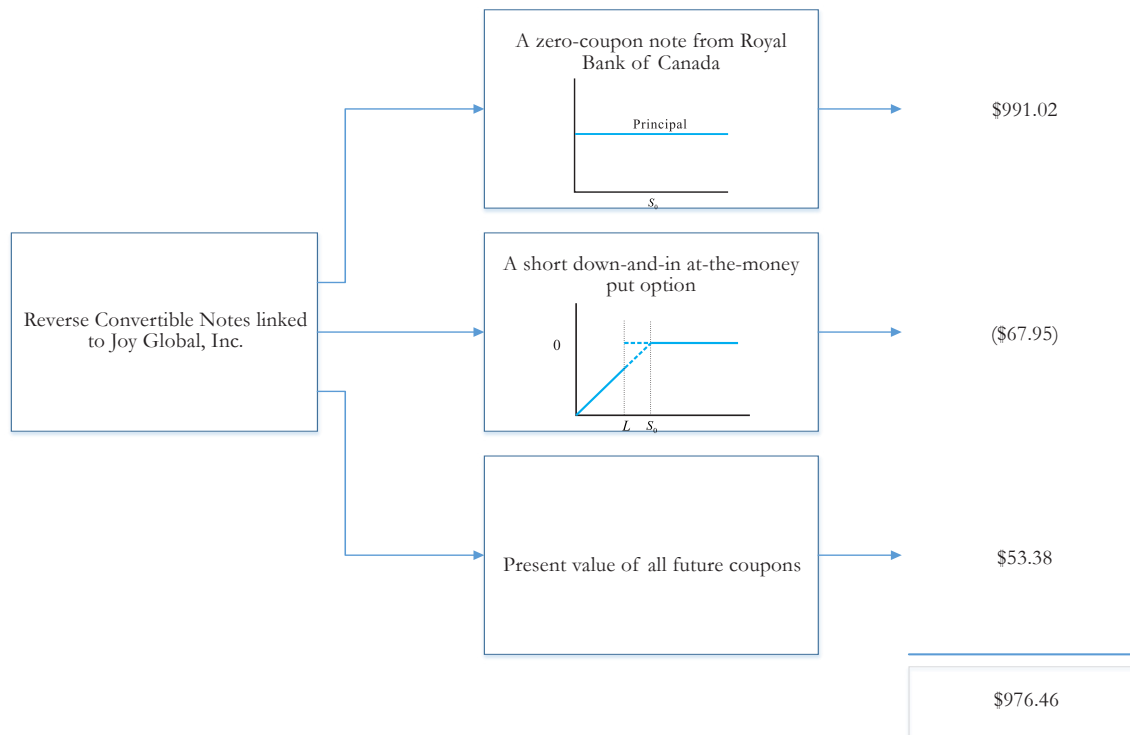 A zero-coupon note from Royal
Bank of Canada
Principal
S₀
$991.02
Reverse Convertible Notes linked
to Joy Global, Inc.
A short down-and-in at-the-money
put option
0
L S₀
($67.95)
Present value of all future coupons
$53.38
$976.46